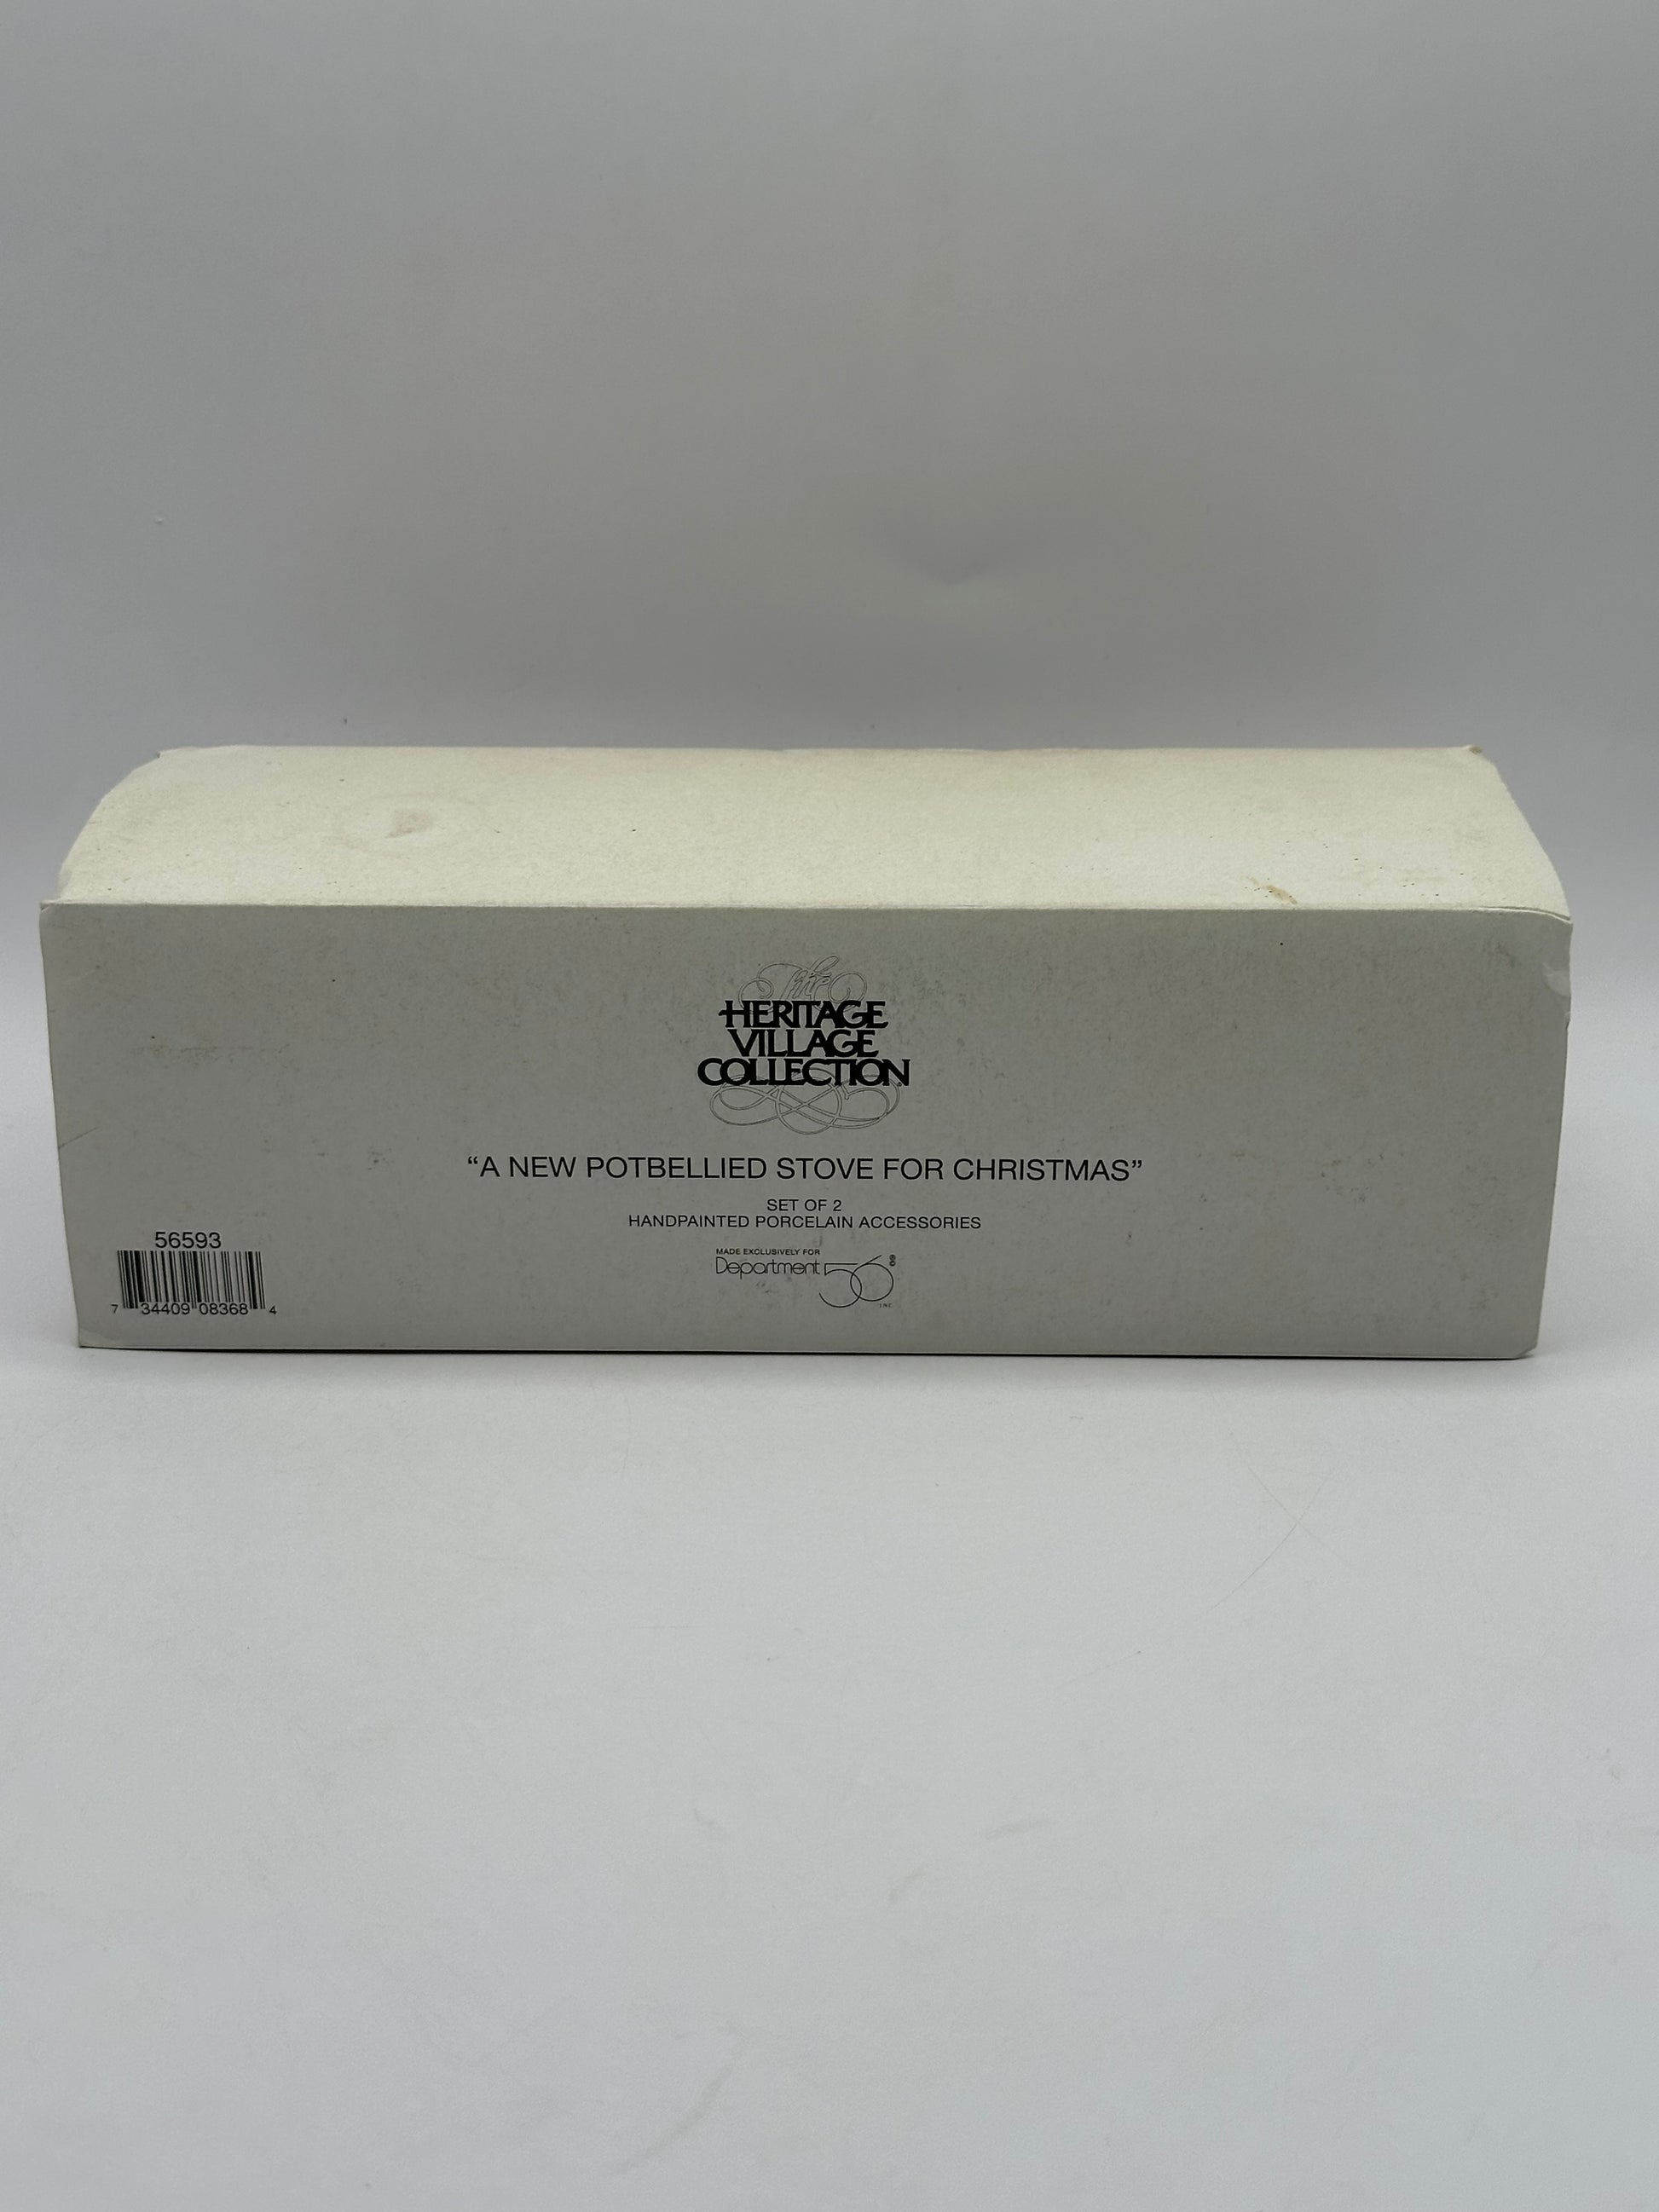 The
HERITAGE
VILLAGE
COLLECTION
“A NEW POTBELLIED STOVE FOR CHRISTMAS”
SET OF 2
HANDPAINTED PORCELAIN ACCESSORIES
MADE EXCLUSIVELY FOR
Department 56®
INC
56593
7 34409 08368 4